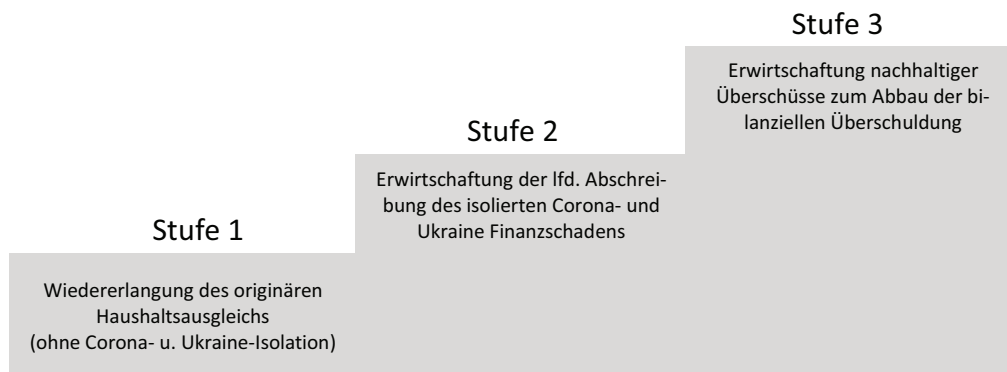 Stufe 3
Erwirtschaftung nachhaltiger
Überschüsse zum Abbau der bi-
lanziellen Überschuldung
Stufe 2
Erwirtschaftung der lfd. Abschrei-
bung des isolierten Corona- und
Ukraine Finanzschadens
Stufe 1
Wiedererlangung des originären
Haushaltsausgleichs
(ohne Corona- u. Ukraine-Isolation)